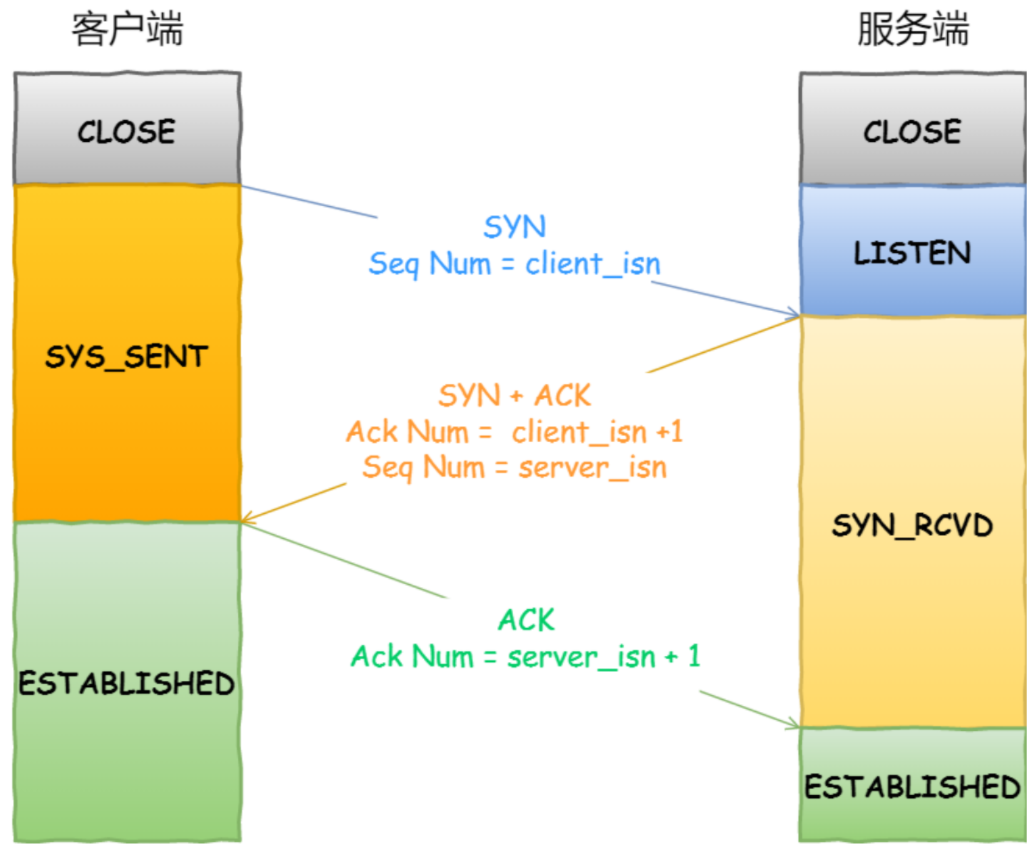 客户端
服务端
CLOSE
CLOSE
SYN
Seq Num = client_isn
LISTEN
SYS_SENT
SYN + ACK
Ack Num = client_isn +1
Seq Num = server_isn
SYN_RCVD
ACK
Ack Num = server_isn + 1
ESTABLISHED
ESTABLISHED